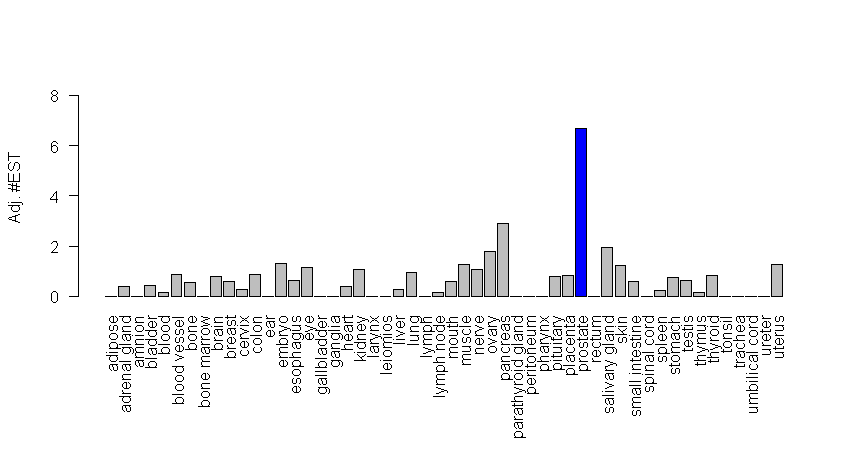 Adj. #EST
8
6
4
2
0
adipose
adrenal gland
amnion
bladder
blood
blood vessel
bone
bone marrow
brain
breast
cervix
colon
ear
embryo
esophagus
eye
gallbladder
ganglia
heart
kidney
larynx
leiomios
liver
lung
lymph
lymph node
mouth
muscle
nerve
ovary
pancreas
parathyroid gland
peritoneum
pharynx
pituitary
placenta
prostate
rectum
salivary gland
skin
small intestine
spinal cord
spleen
stomach
testis
thymus
thyroid
tonsil
trachea
umbilical cord
ureter
uterus